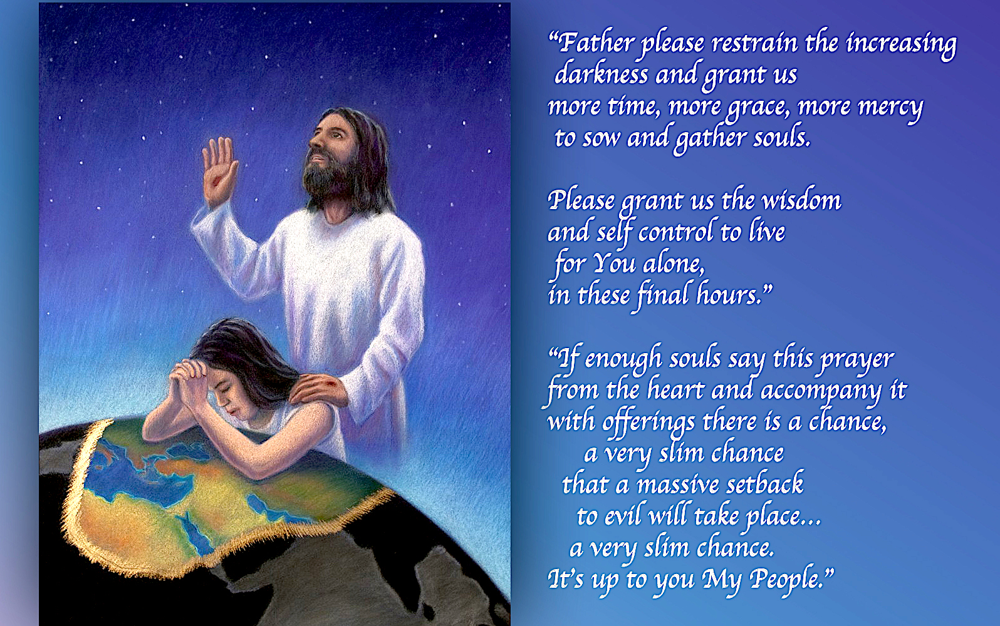 “Father please restrain the increasing
darkness and grant us
more time, more grace, more mercy
to sow and gather souls.
Please grant us the wisdom
and self control to live
for You alone,
in these final hours.”
“If enough souls say this prayer
from the heart and accompany it
with offerings there is a chance,
a very slim chance
that a massive setback
to evil will take place...
a very slim chance.
It's up to you My People.”